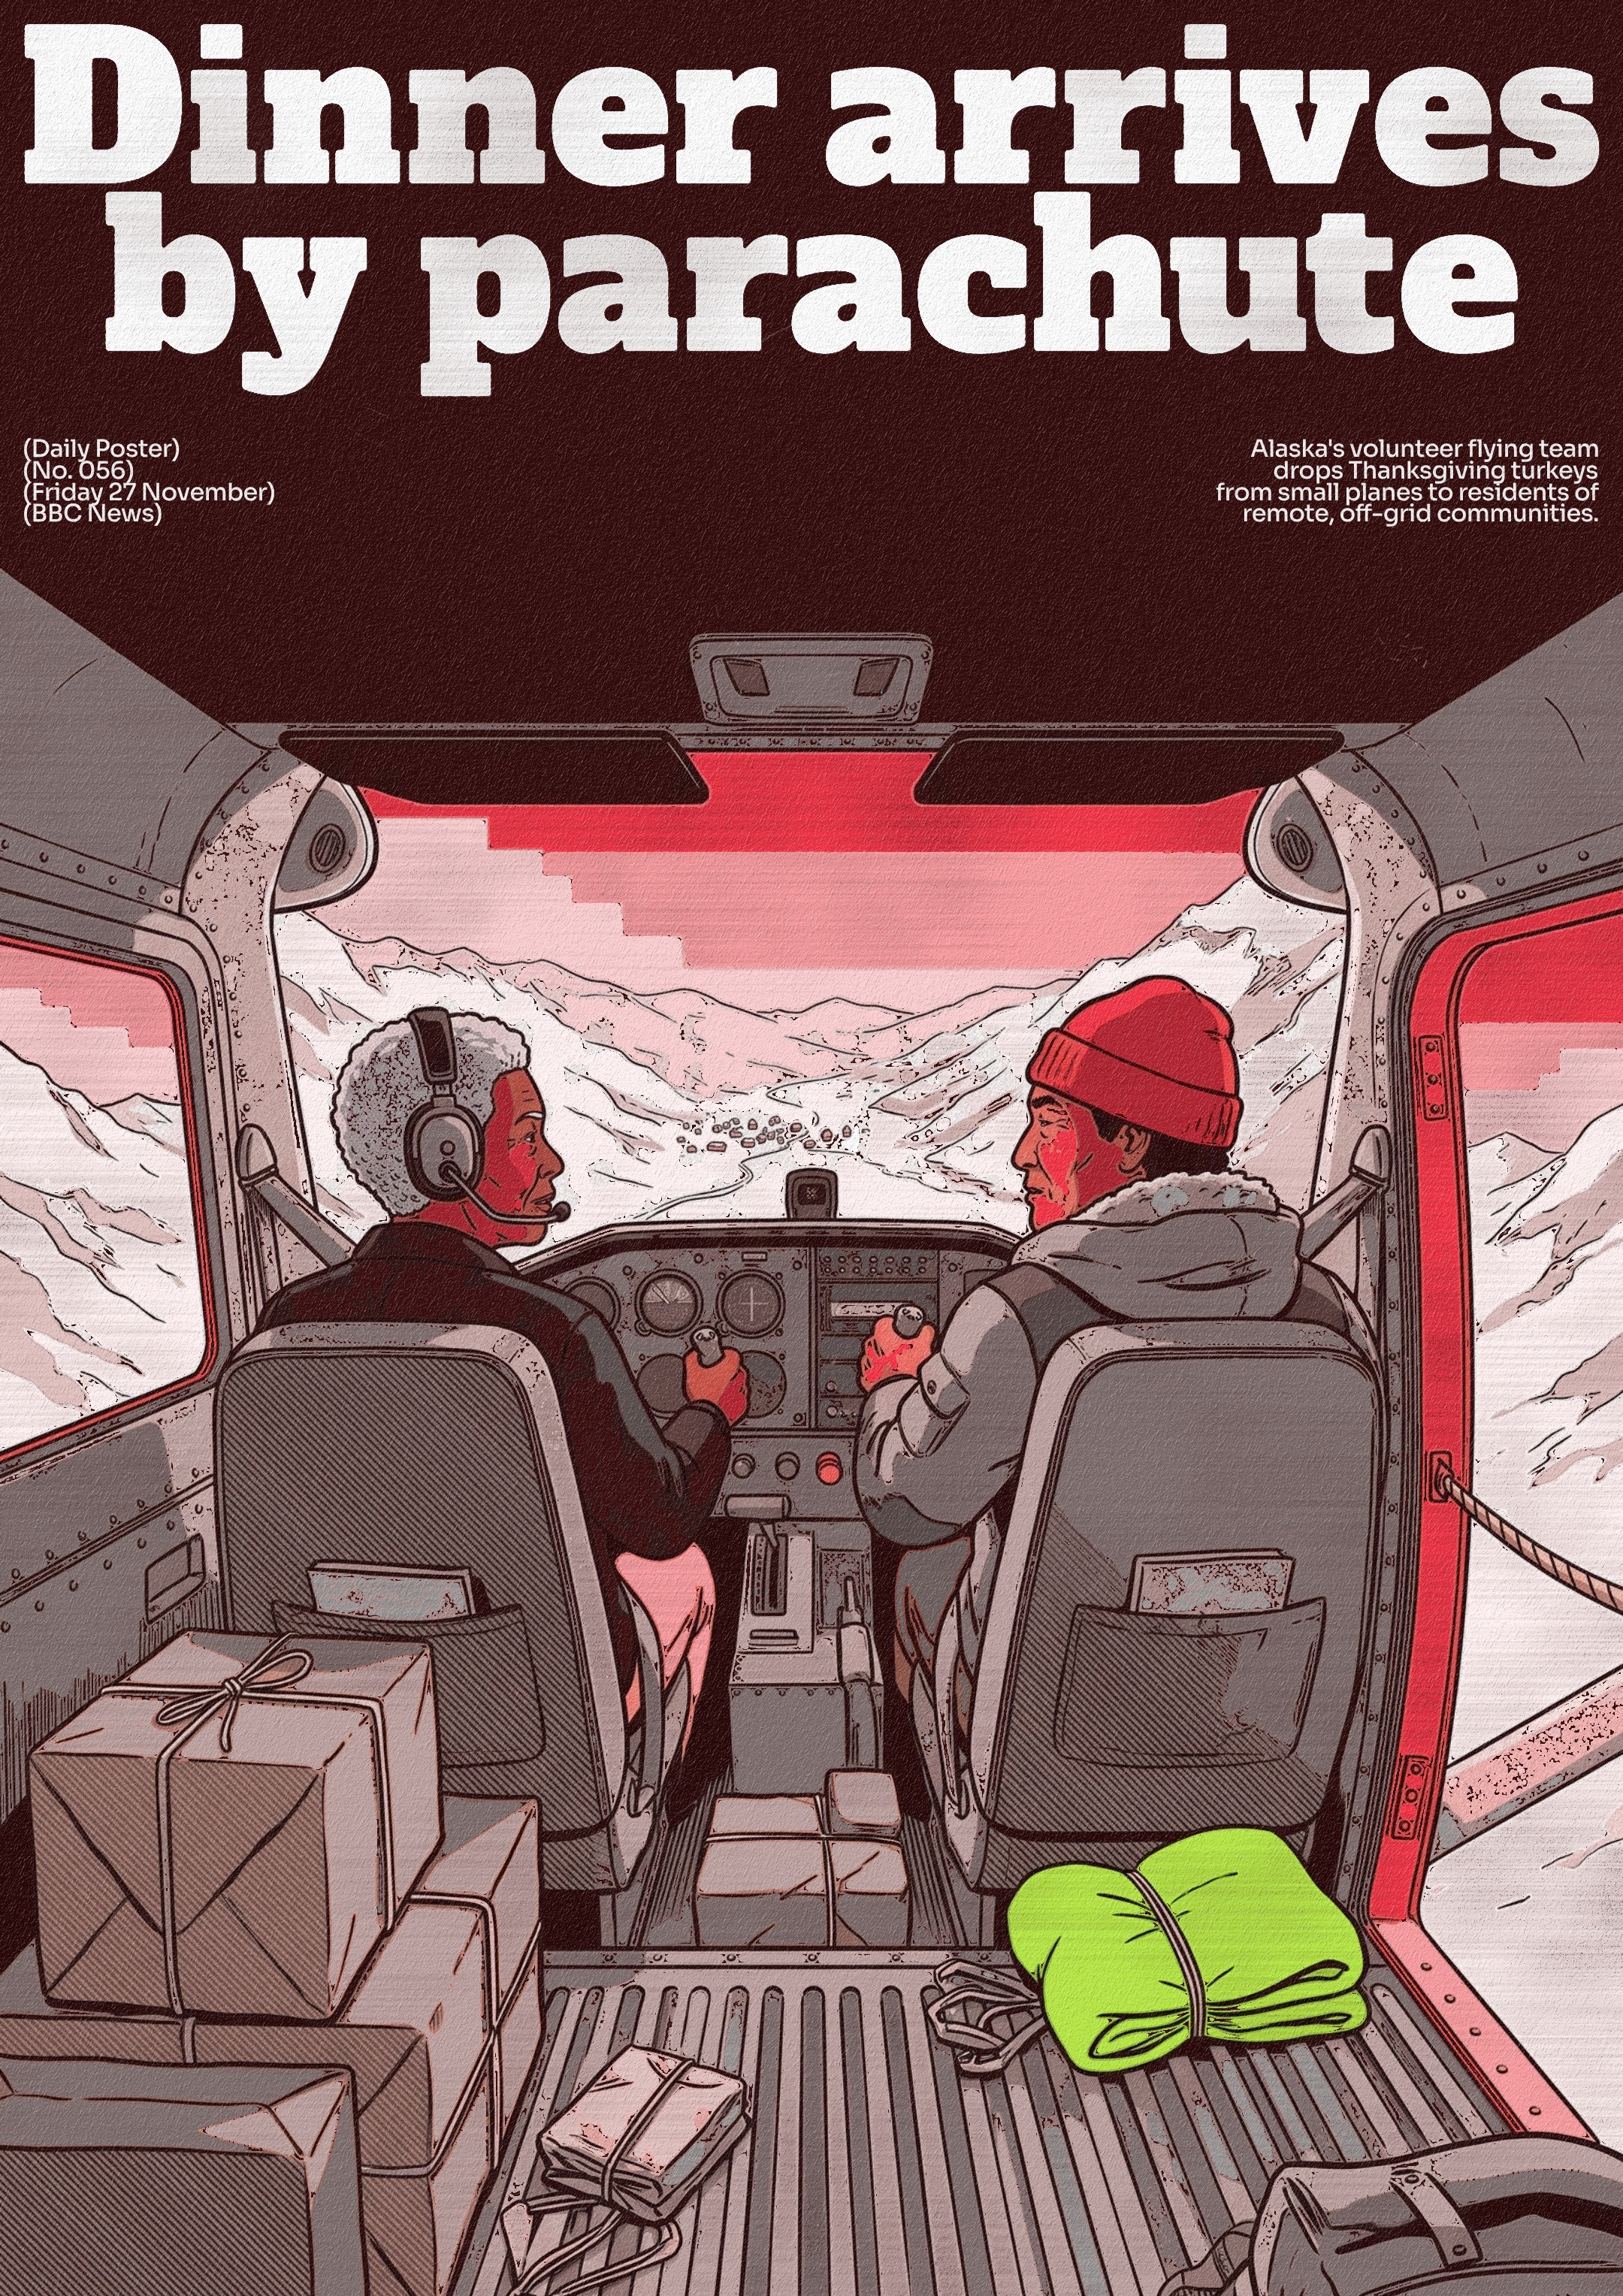 Dinner arrives
by parachute
(Daily Poster)
(No. 056)
(Friday 27 November)
(BBC News)
Alaska's volunteer flying team
drops Thanksgiving turkeys
from small planes to residents of
remote, off-grid communities.